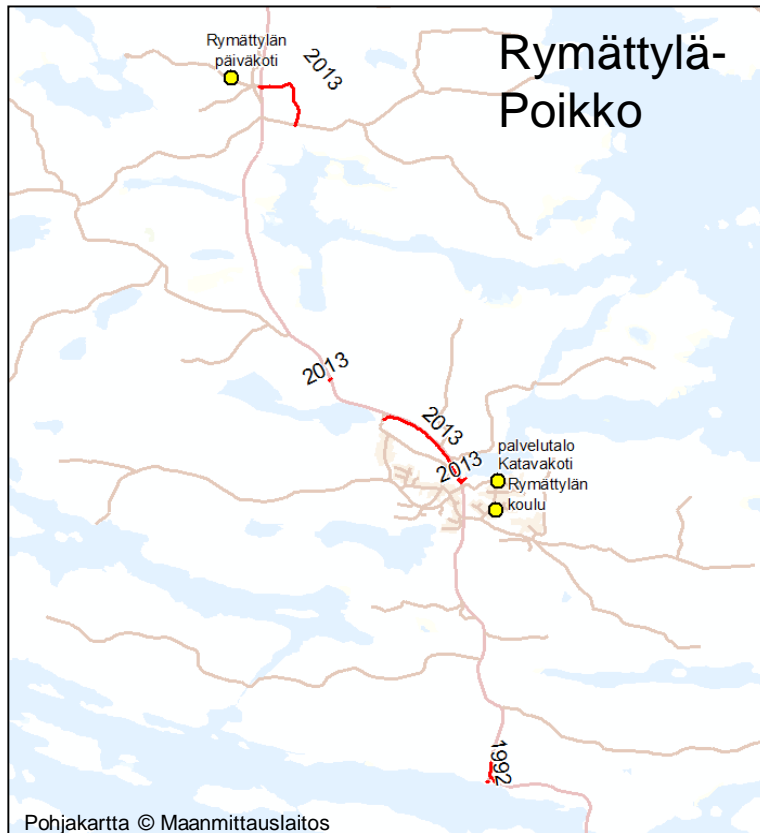 Rymättylä-
Poikko
Rymättylän
päiväkoti
2013
2013
2013
2013
palvelutalo
Katavakoti
Rymättylän
koulu
1992
Pohjakartta © Maanmittauslaitos